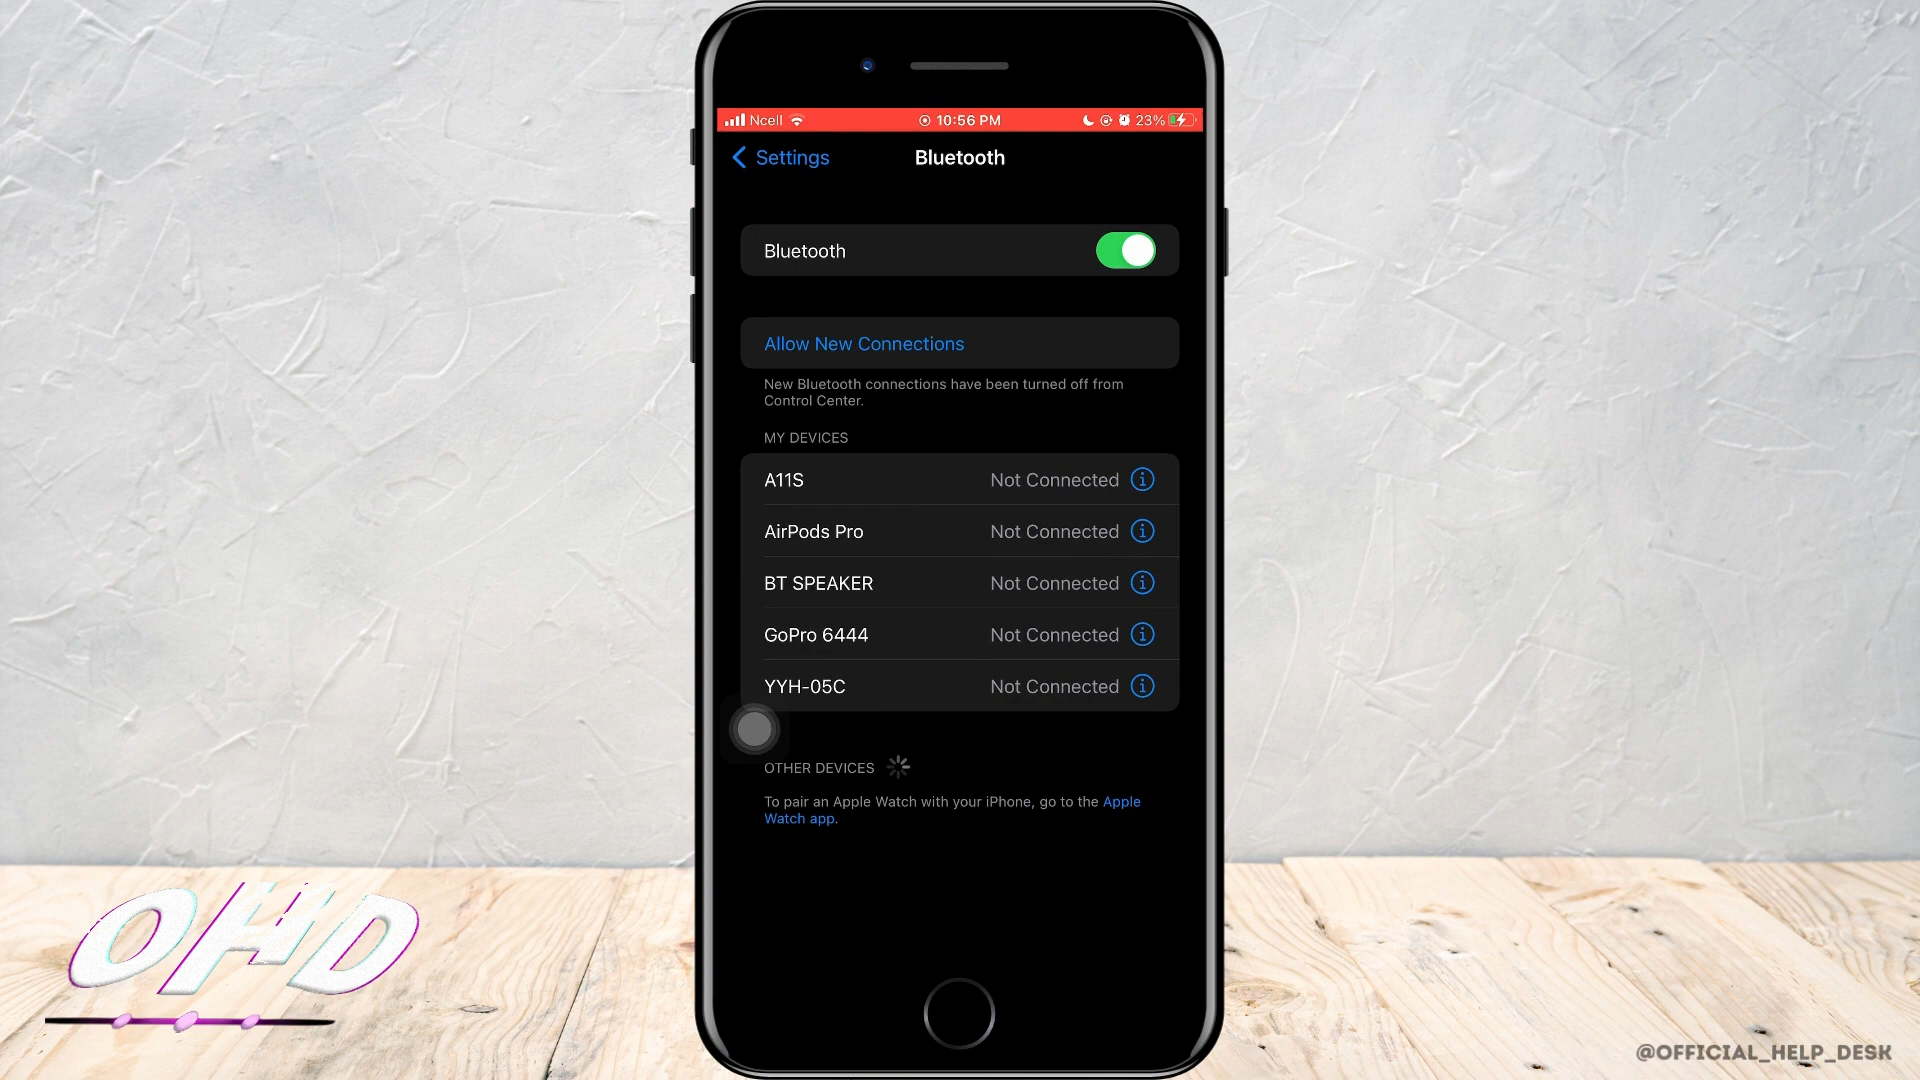 Ncell 10:56 PM 23%
Settings Bluetooth
Bluetooth
Allow New Connections
New Bluetooth connections have been turned off from
Control Center.
MY DEVICES
A11S Not Connected
AirPods Pro Not Connected
BT SPEAKER Not Connected
GoPro 6444 Not Connected
YYH-05C Not Connected
OTHER DEVICES
To pair an Apple Watch with your iPhone, go to the Apple
Watch app.
OHD
@OFFICIAL_HELP_DESK